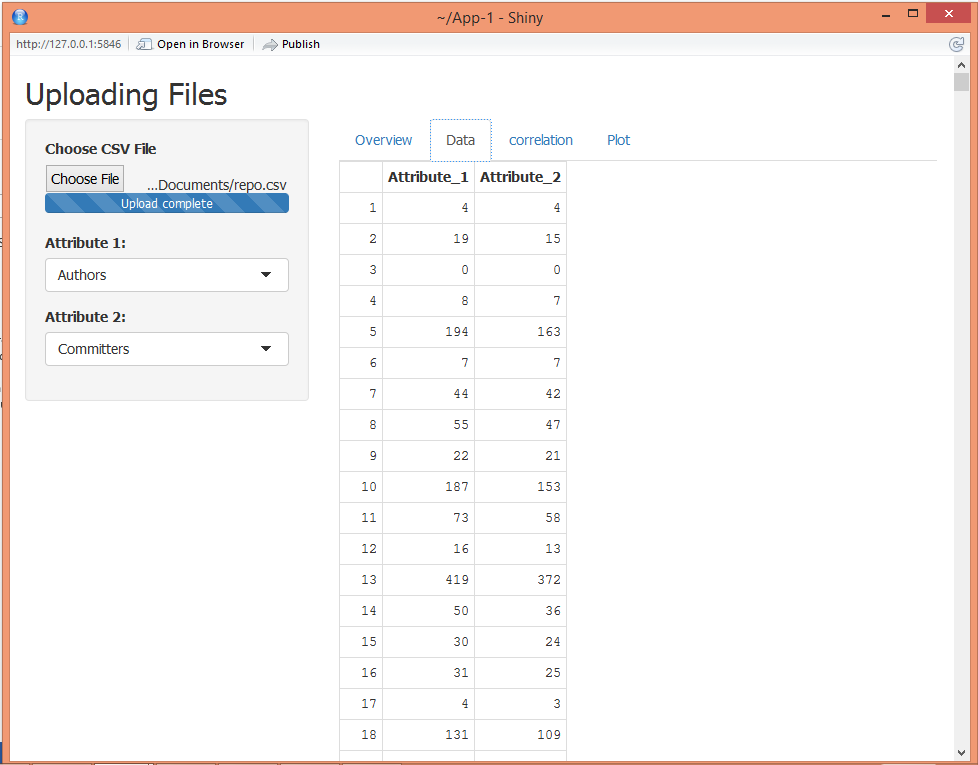 ~/App-1 - Shiny
http://127.0.0.1:5846 Open in Browser Publish
Uploading Files
Choose CSV File
Choose File ...Documents/repo.csv
Upload complete
Attribute 1:
Authors
Attribute 2:
Committers
Overview Data correlation Plot
Attribute_1 Attribute_2
1 4 4
2 19 15
3 0 0
4 8 7
5 194 163
6 7 7
7 44 42
8 55 47
9 22 21
10 187 153
11 73 58
12 16 13
13 419 372
14 50 36
15 30 24
16 31 25
17 4 3
18 131 109